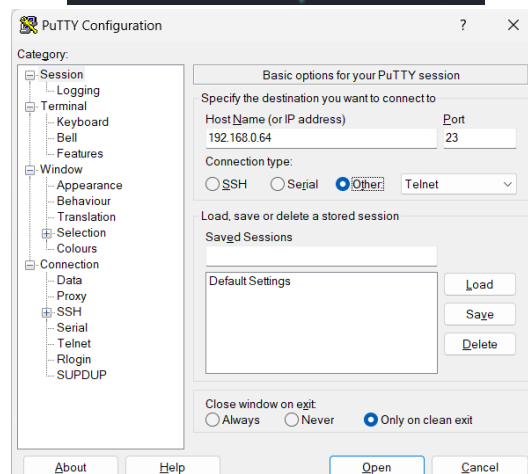 PuTTY Configuration ? ×
Category:
Session
Logging
Terminal
Keyboard
Bell
Features
Window
Appearance
Behaviour
Translation
Selection
Colours
Connection
Data
Proxy
SSH
Serial
Telnet
Rlogin
SUPDUP
Basic options for your PuTTY session
Specify the destination you want to connect to
Host Name (or IP address) Port
192.168.0.64 23
Connection type:
SSH Serial Other: Telnet
Load, save or delete a stored session
Saved Sessions
Default Settings
Load
Save
Delete
Close window on exit:
Always Never Only on clean exit
About Help Open Cancel